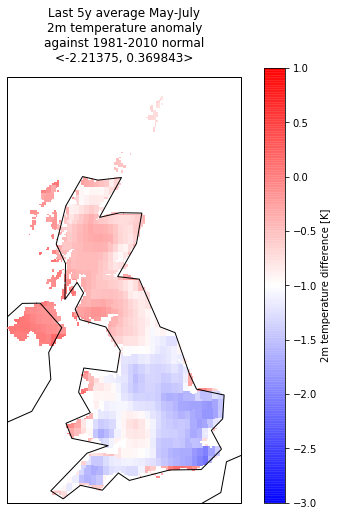 Last 5y average May-July
2m temperature anomaly
against 1981-2010 normal
<-2.21375, 0.369843>
1.0
0.5
0.0
−0.5
−1.0
−1.5
−2.0
−2.5
−3.0
2m temperature difference [K]